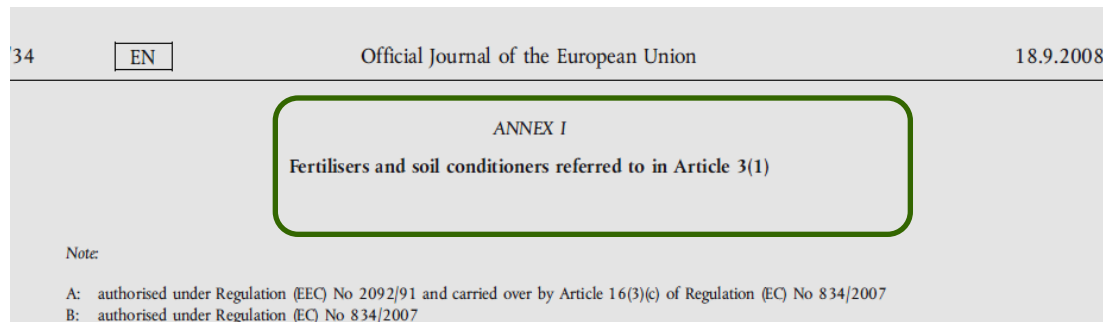 34 EN Official Journal of the European Union 18.9.2008
ANNEX I
Fertilisers and soil conditioners referred to in Article 3(1)
Note:
A: authorised under Regulation (EEC) No 2092/91 and carried over by Article 16(3)(c) of Regulation (EC) No 834/2007
B: authorised under Regulation (EC) No 834/2007